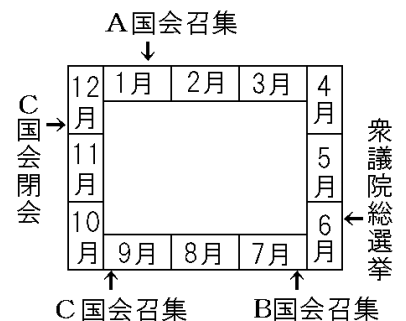 A国会召集
12月
1月
2月
3月
4月
C国会閉会
11月
5月
衆議院総選挙
10月
9月
8月
7月
6月
C国会召集
B国会召集